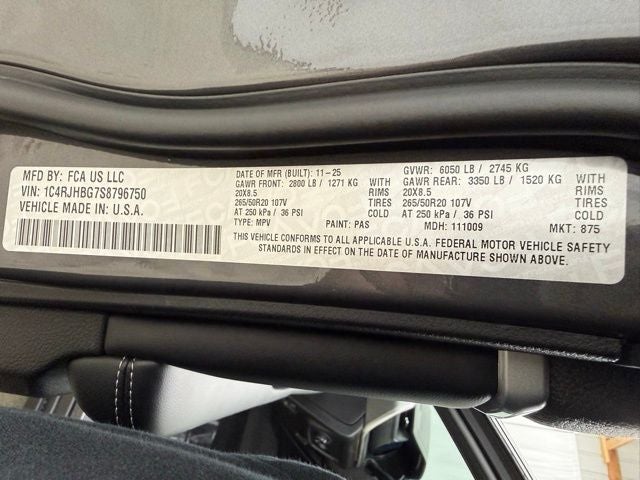 MFD BY: FCA US LLC
VIN: 1C4RJHBG7S8796750
VEHICLE MADE IN: U.S.A.
DATE OF MFR (BUILT): 11-25
GAWR FRONT: 2800 LB / 1271 KG WITH
20X8.5 RIMS
265/50R20 107V TIRES
AT 250 kPa / 36 PSI COLD
TYPE: MPV PAINT: PAS
GVWR: 6050 LB / 2745 KG
GAWR REAR: 3350 LB / 1520 KG WITH
20X8.5 RIMS
265/50R20 107V TIRES
AT 250 kPa / 36 PSI COLD
MDH: 111009 MKT: 875
THIS VEHICLE CONFORMS TO ALL APPLICABLE U.S.A. FEDERAL MOTOR VEHICLE SAFETY
STANDARDS IN EFFECT ON THE DATE OF MANUFACTURE SHOWN ABOVE.